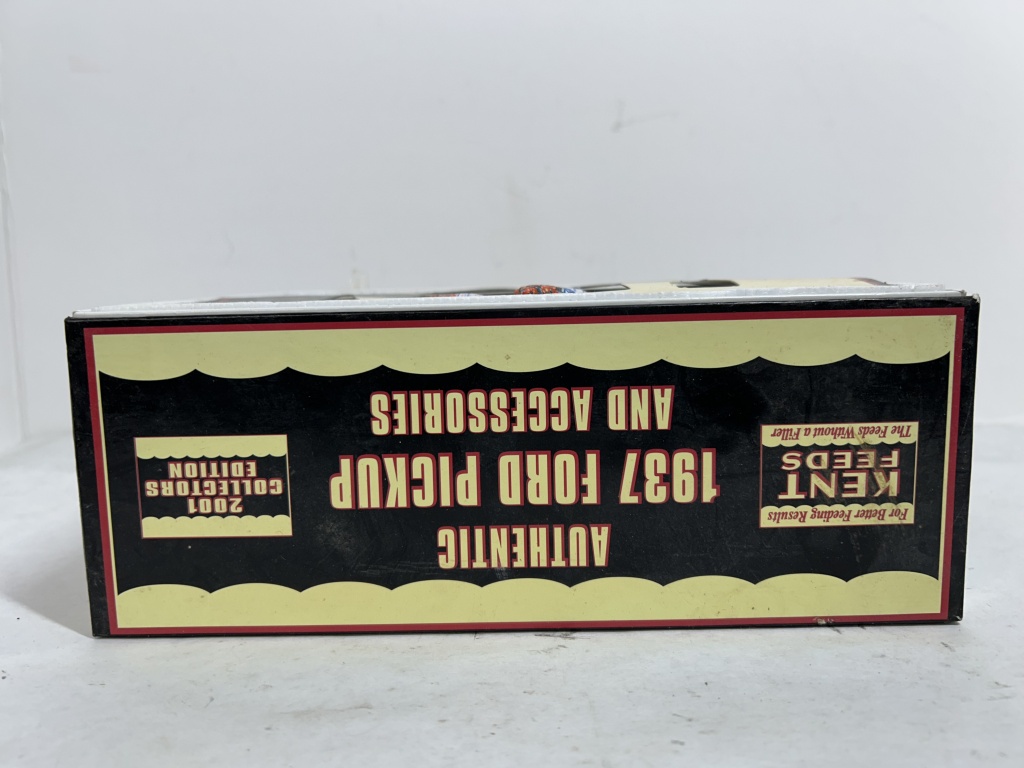 For Better Feeding Results
KENT
FEEDS
The Feeds Without a Filler
AUTHENTIC
1937 FORD PICKUP
AND ACCESSORIES
2001
COLLECTORS
EDITION